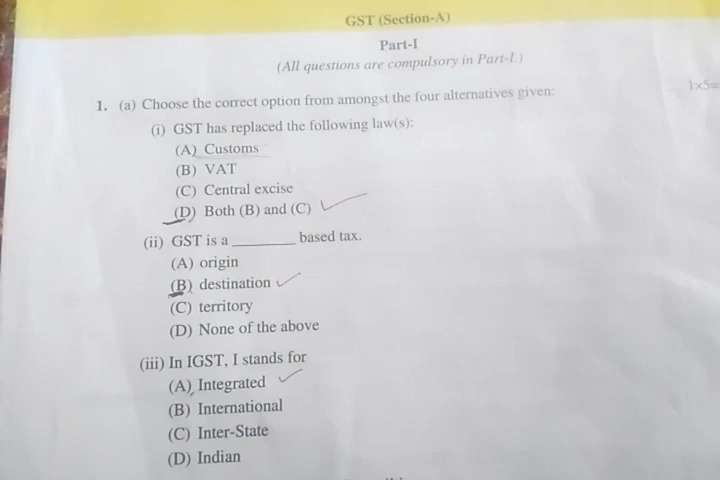 GST (Section-A)
Part-I
(All questions are compulsory in Part-I.)
1. (a) Choose the correct option from amongst the four alternatives given: 1×5=
(i) GST has replaced the following law(s):
(A) Customs
(B) VAT
(C) Central excise
(D) Both (B) and (C)
(ii) GST is a ________ based tax.
(A) origin
(B) destination
(C) territory
(D) None of the above
(iii) In IGST, I stands for
(A) Integrated
(B) International
(C) Inter-State
(D) Indian